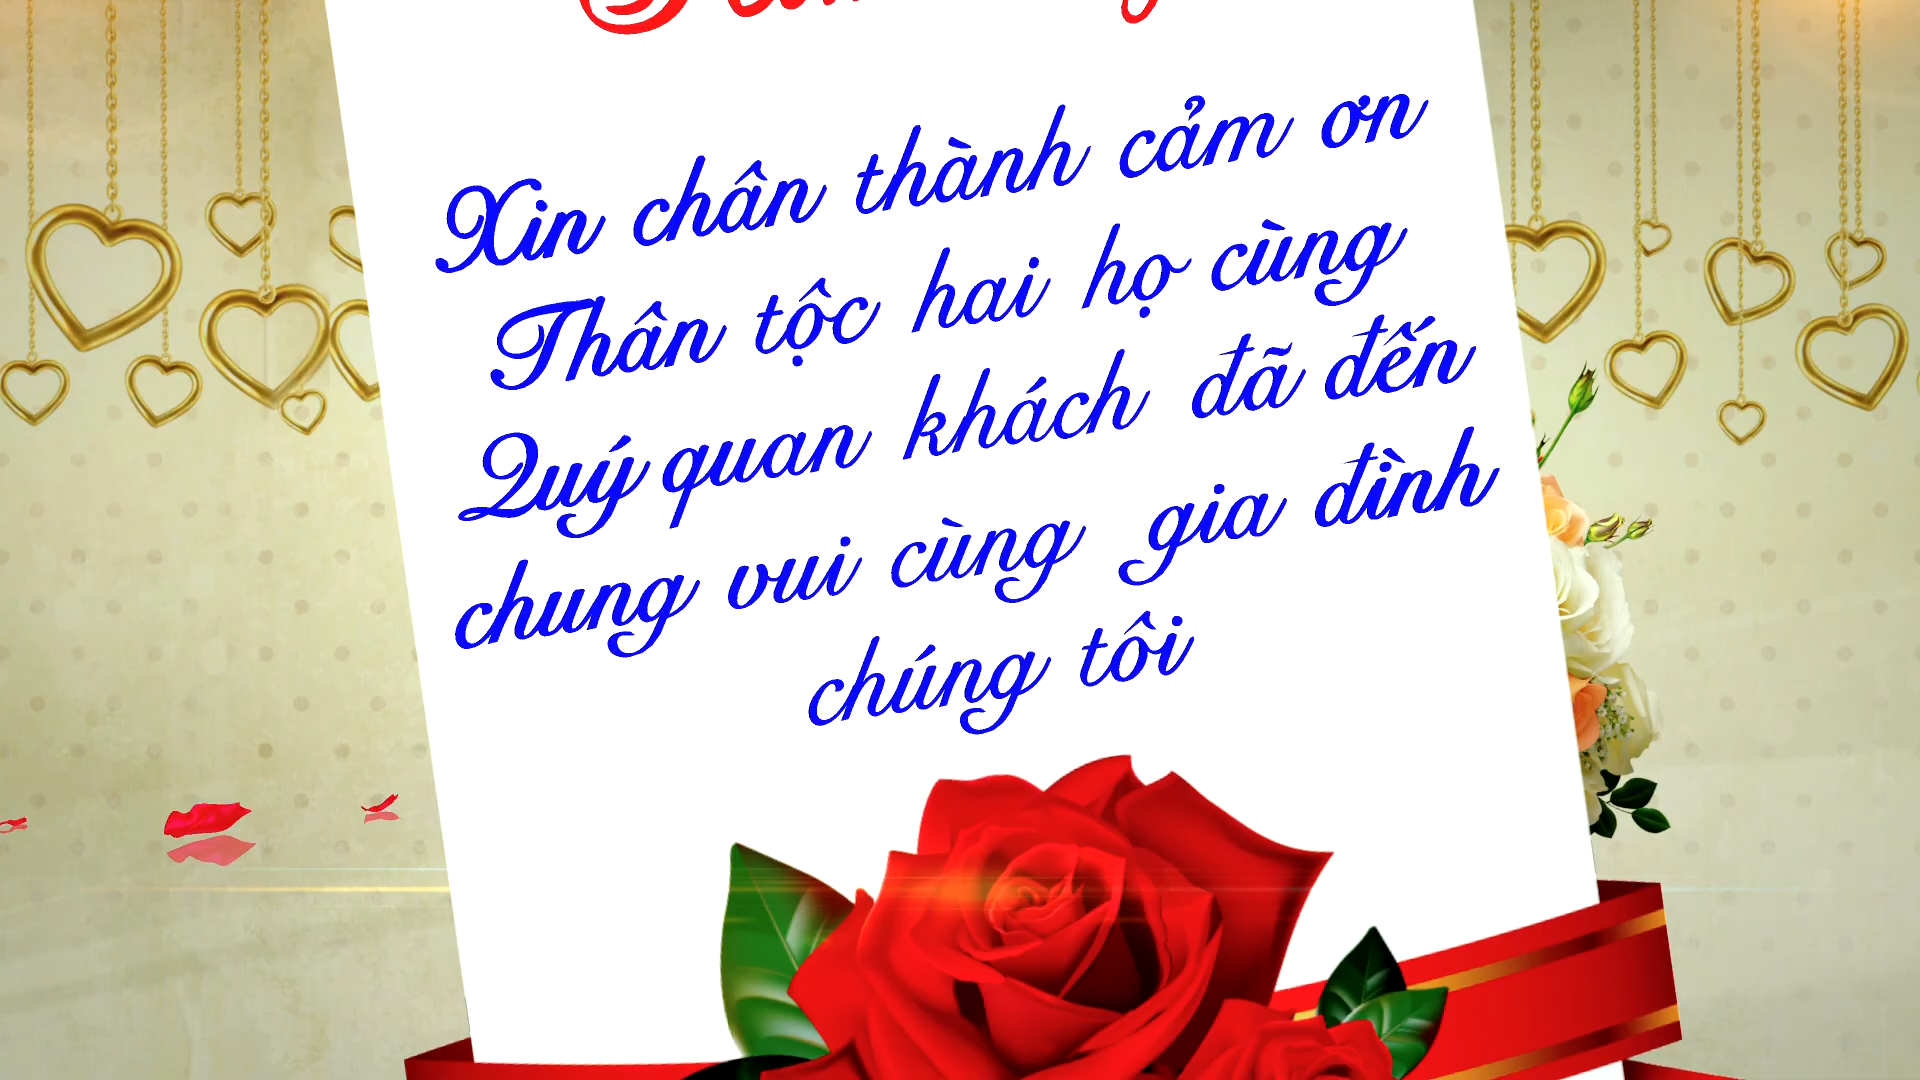 Xin chân thành cảm ơn
Thân tộc hai họ cùng
Quý quan khách đã đến
chung vui cùng gia đình
chúng tôi